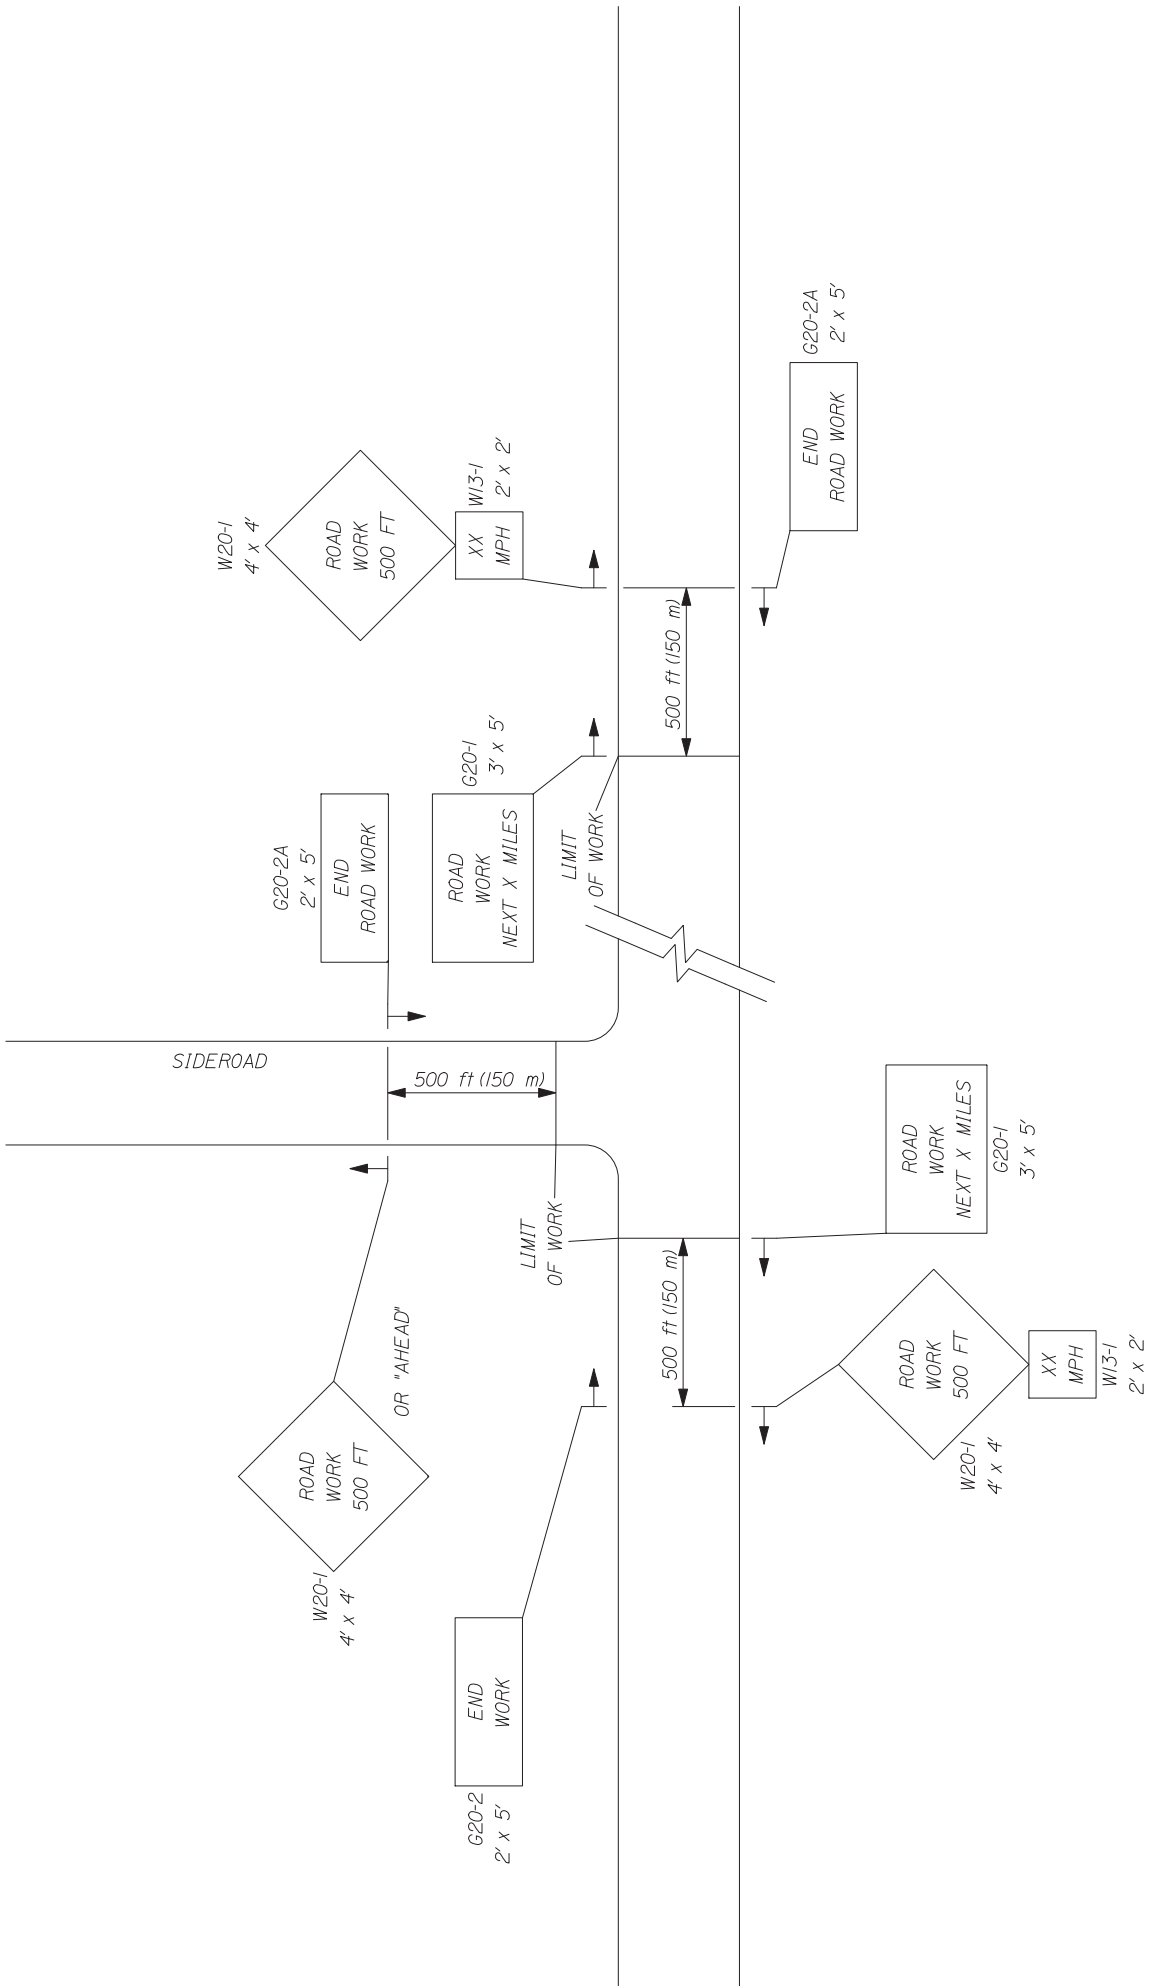 W20-1
4' x 4'
ROAD
WORK
500 FT
XX
MPH
W13-1
2' x 2'
G20-2A
2' x 5'
END
ROAD WORK
G20-2A
2' x 5'
END
ROAD WORK
G20-1
3' x 5'
ROAD
WORK
NEXT X MILES
500 ft (150 m)
LIMIT
OF WORK
SIDEROAD
500 ft (150 m)
ROAD
WORK
NEXT X MILES
G20-1
3' x 5'
LIMIT
OF WORK
500 ft (150 m)
OR "AHEAD"
ROAD
WORK
500 FT
W20-1
4' x 4'
ROAD
WORK
500 FT
W20-1
4' x 4'
XX
MPH
W13-1
2' x 2'
END
WORK
G20-2
2' x 5'